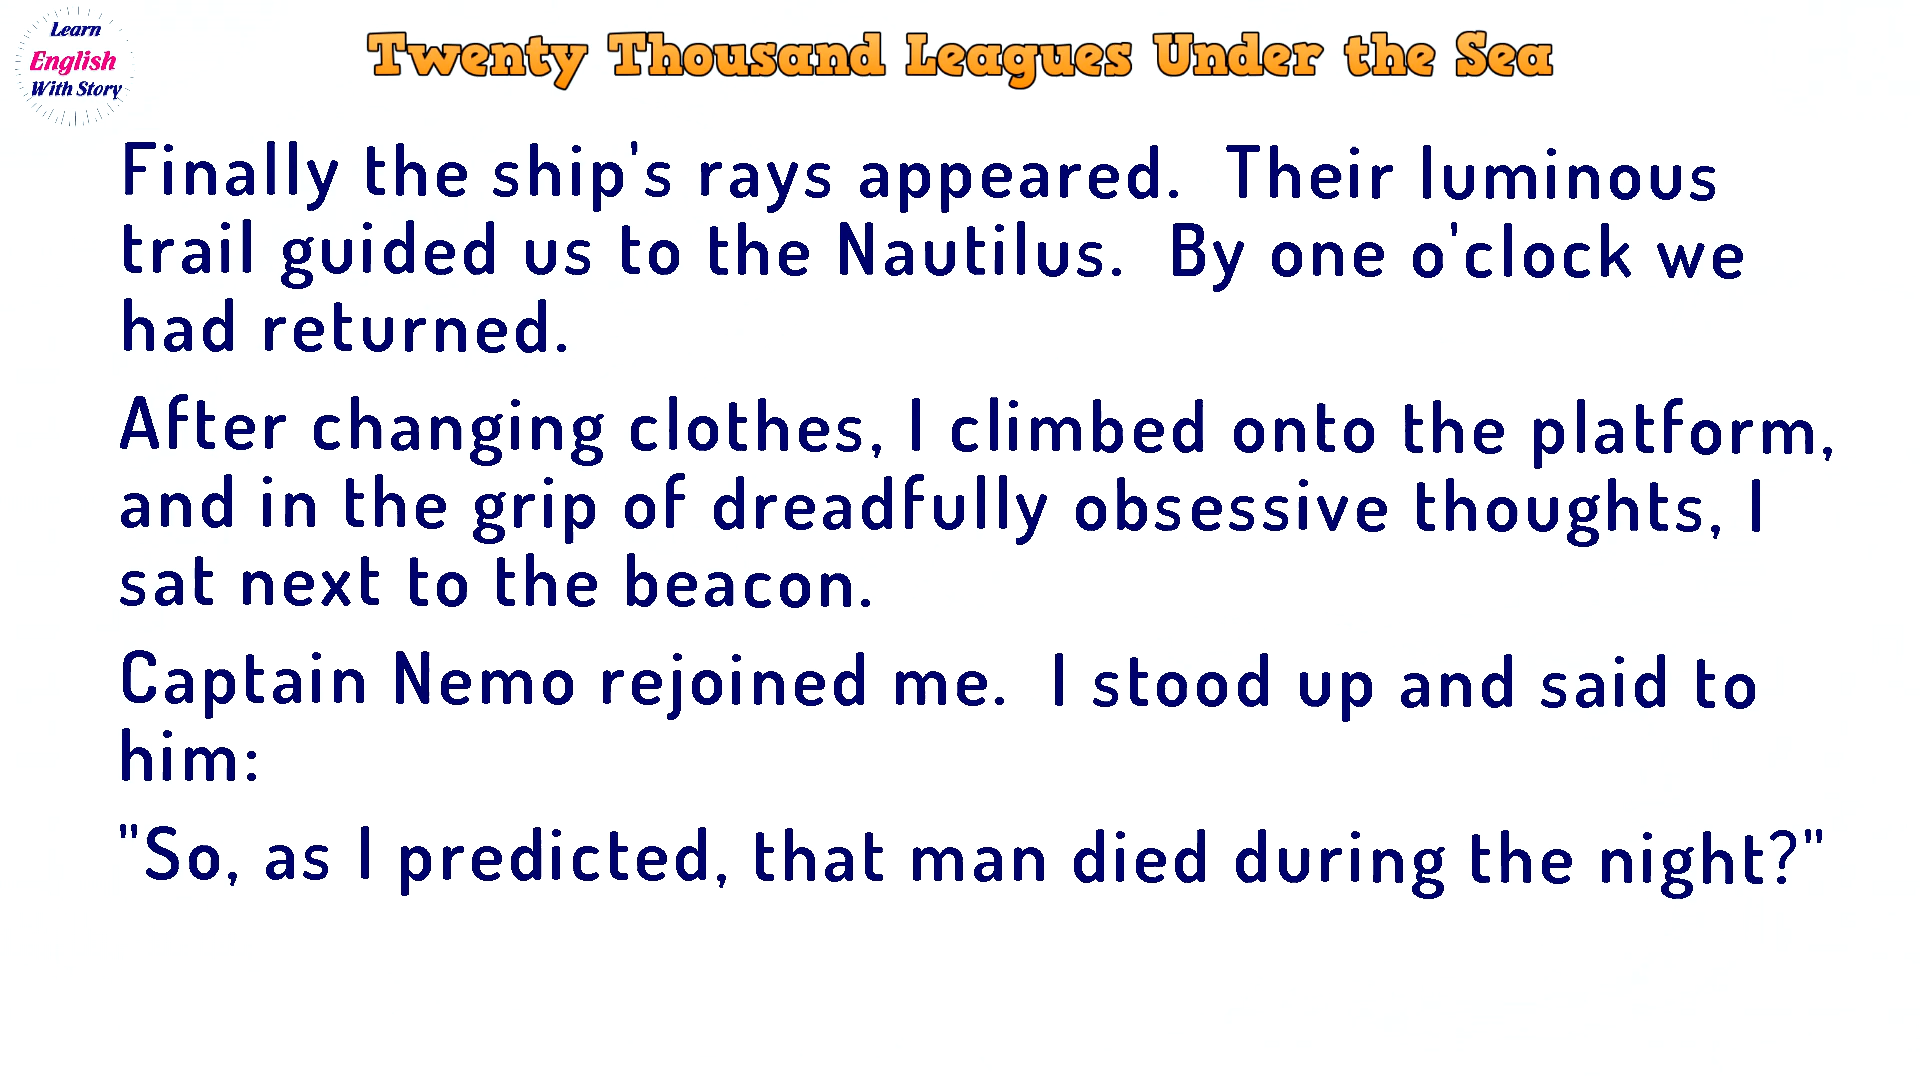 Learn
English
With Story
Twenty Thousand Leagues Under the Sea
Finally the ship's rays appeared.  Their luminous
trail guided us to the Nautilus.  By one o'clock we
had returned.
After changing clothes, I climbed onto the platform,
and in the grip of dreadfully obsessive thoughts, I
sat next to the beacon.
Captain Nemo rejoined me.  I stood up and said to
him:
"So, as I predicted, that man died during the night?"